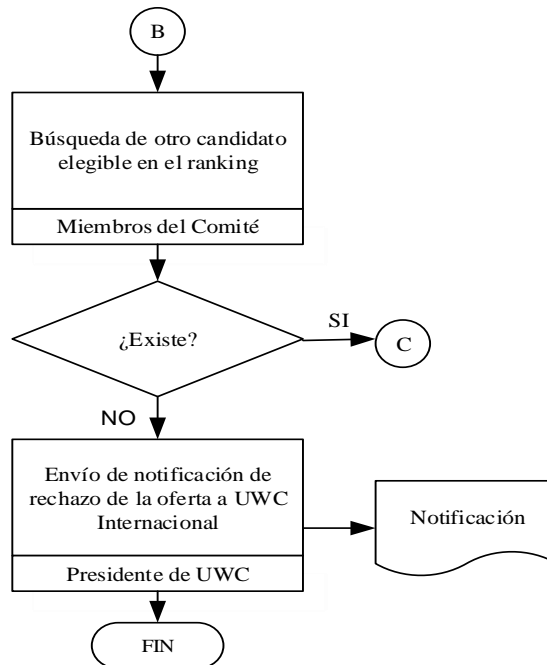 B
Búsqueda de otro candidato
elegible en el ranking
Miembros del Comité
¿Existe?
SI
C
NO
Envío de notificación de
rechazo de la oferta a UWC
Internacional
Notificación
Presidente de UWC
FIN